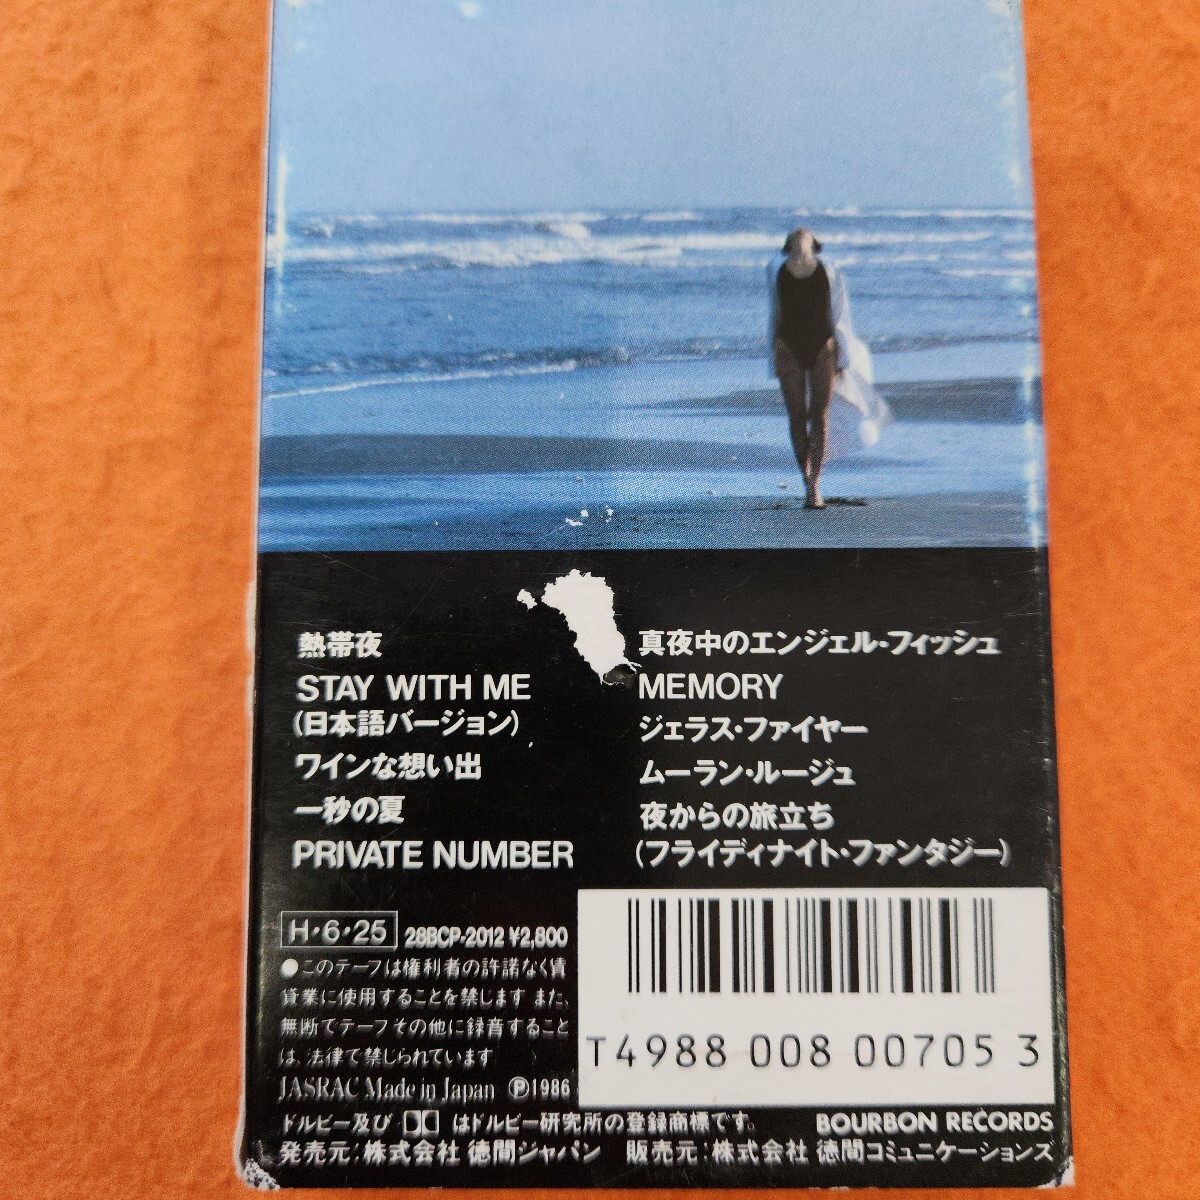 熱帯夜
STAY WITH ME
(日本語バージョン)
ワインな想い出
一秒の夏
PRIVATE NUMBER
真夜中のエンジェル・フィッシュ
MEMORY
ジェラス・ファイヤー
ムーラン・ルージュ
夜からの旅立ち
(フライディナイト・ファンタジー)
H・6・25 28BCP-2012 ¥2,800
●このテープは権利者の許諾なく賃
貸業に使用することを禁じます また、
無断でテープその他に録音すること
は、法律で禁じられています
JASRAC Made in Japan Ⓟ1986
T4988 008 00705 3
ドルビー及び はドルビー研究所の登録商標です。 BOURBON RECORDS
発売元:株式会社 徳間ジャパン 販売元:株式会社 徳間コミュニケーションズ